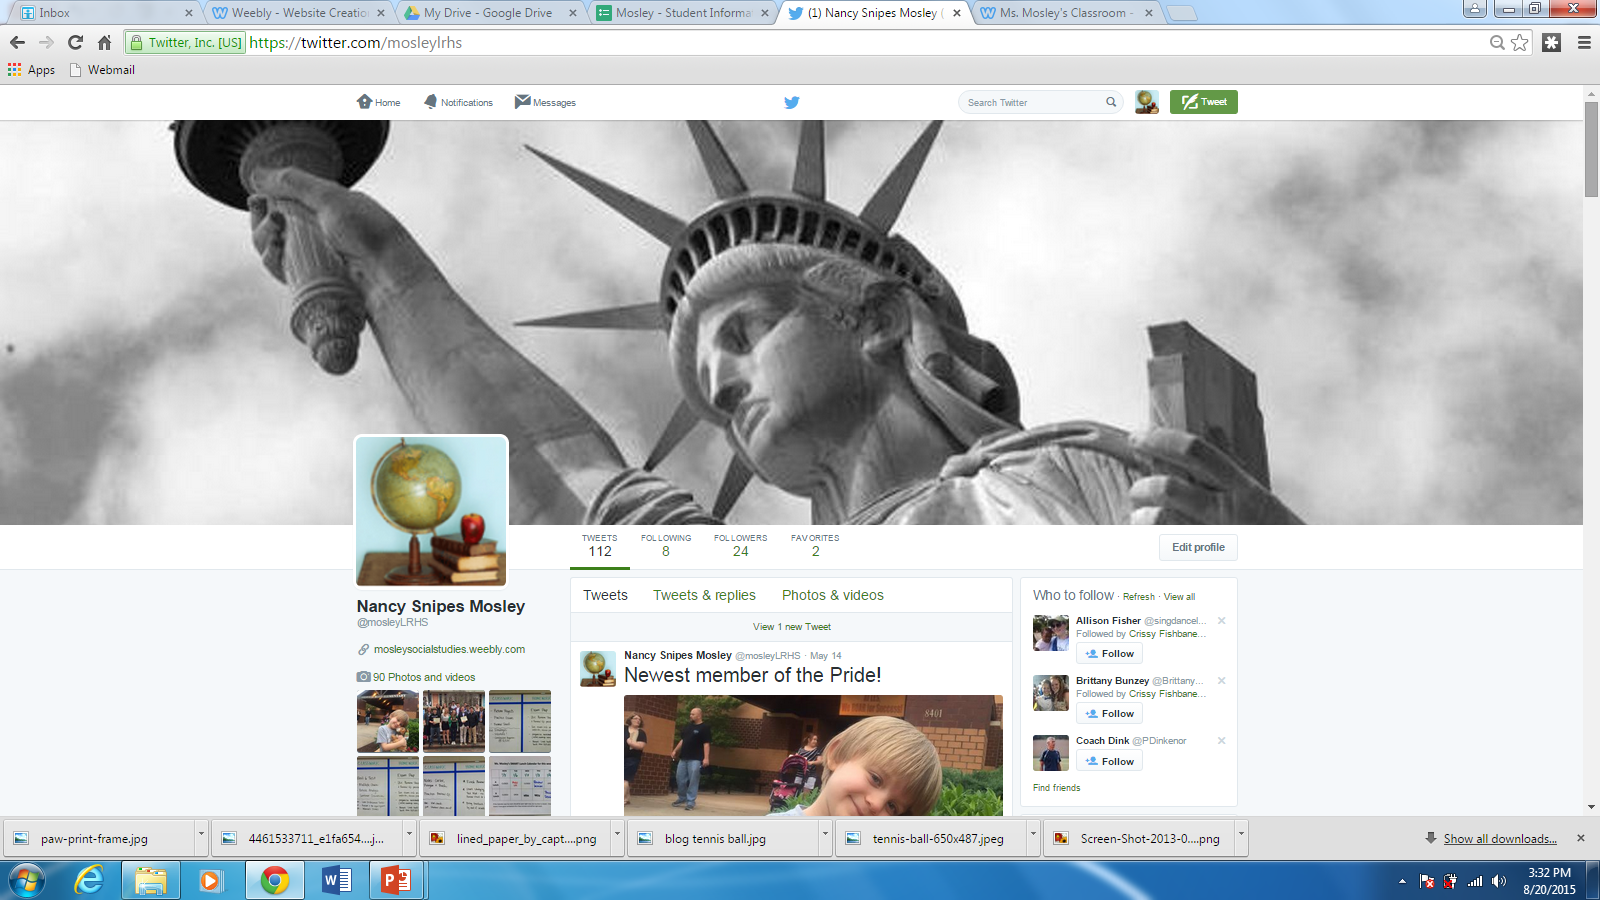 Inbox
Weebly - Website Creatio
My Drive - Google Drive
Mosley - Student Informa
(1) Nancy Snipes Mosley (
Ms. Mosley's Classroom -
Twitter, Inc. [US]
https://twitter.com/mosleylrhs
Apps
Webmail
Home
Notifications
Messages
Search Twitter
Tweet
TWEETS
112
FOLLOWING
8
FOLLOWERS
24
FAVORITES
2
Edit profile
Nancy Snipes Mosley
@mosleyLRHS
mosleysocialstudies.weebly.com
90 Photos and videos
Tweets
Tweets & replies
Photos & videos
View 1 new Tweet
Nancy Snipes Mosley @mosleyLRHS · May 14
Newest member of the Pride!
8401
Who to follow · Refresh · View all
Allison Fisher @singdancel...
Followed by Crissy Fishbane...
Follow
Brittany Bunzey @Brittany...
Followed by Crissy Fishbane...
Follow
Coach Dink @PDinkenor
Follow
Find friends
paw-print-frame.jpg
4461533711_e1fa654....j...
lined_paper_by_capt....png
blog tennis ball.jpg
tennis-ball-650x487.jpeg
Screen-Shot-2013-0....png
Show all downloads...
3:32 PM
8/20/2015